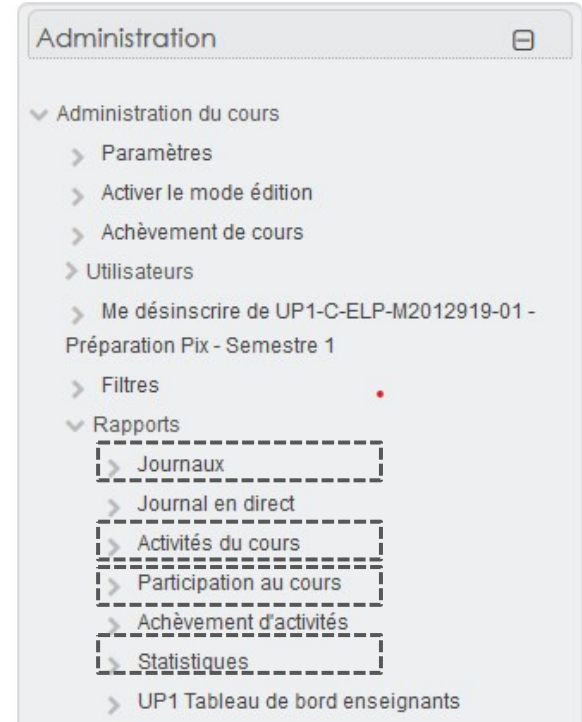 Administration
Administration du cours
Paramètres
Activer le mode édition
Achèvement de cours
Utilisateurs
Me désinscrire de UP1-C-ELP-M2012919-01 -
Préparation Pix - Semestre 1
Filtres
Rapports
Journaux
Journal en direct
Activités du cours
Participation au cours
Achèvement d'activités
Statistiques
UP1 Tableau de bord enseignants